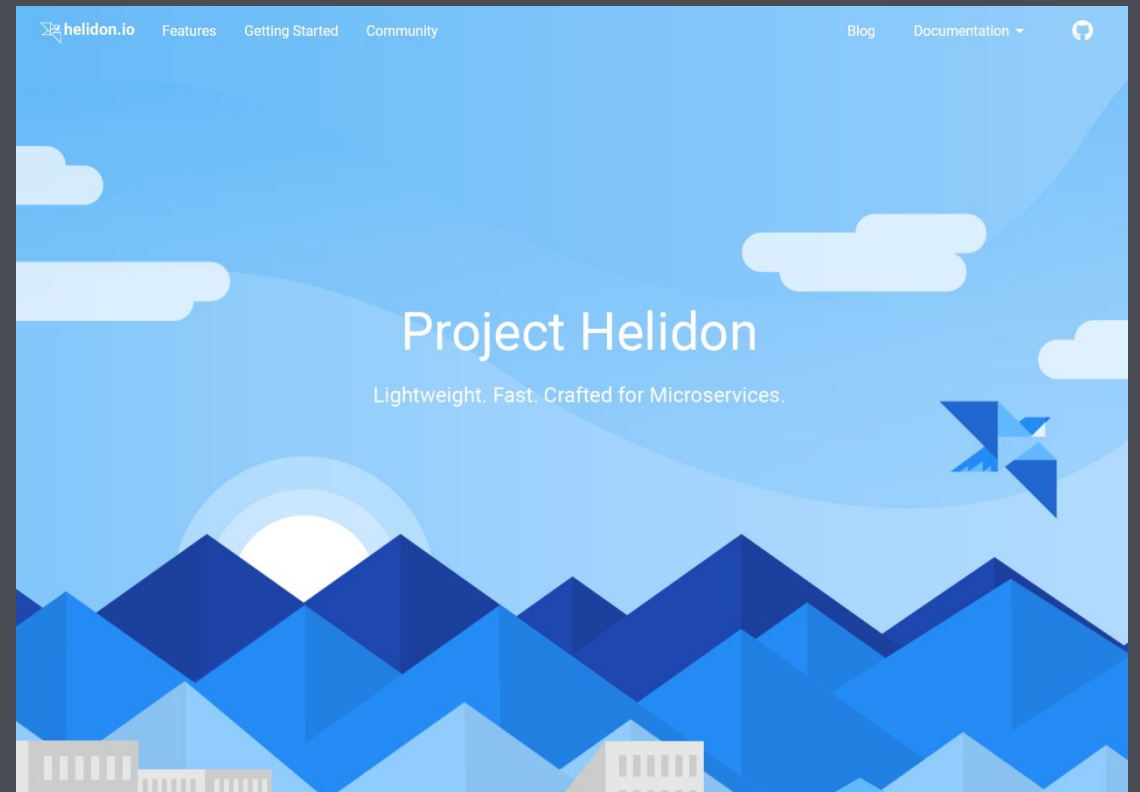 helidon.io Features Getting Started Community Blog Documentation
Project Helidon
Lightweight. Fast. Crafted for Microservices.